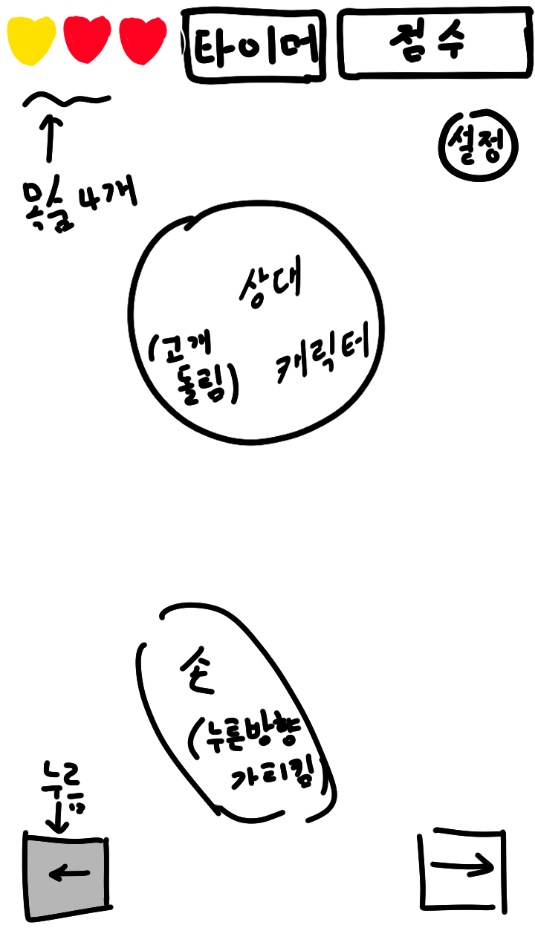 타이머
점수
설정
목숨 4개
상대
캐릭터
(고개
돌림)
손
(누른방향
가리킴)
누름
←
→